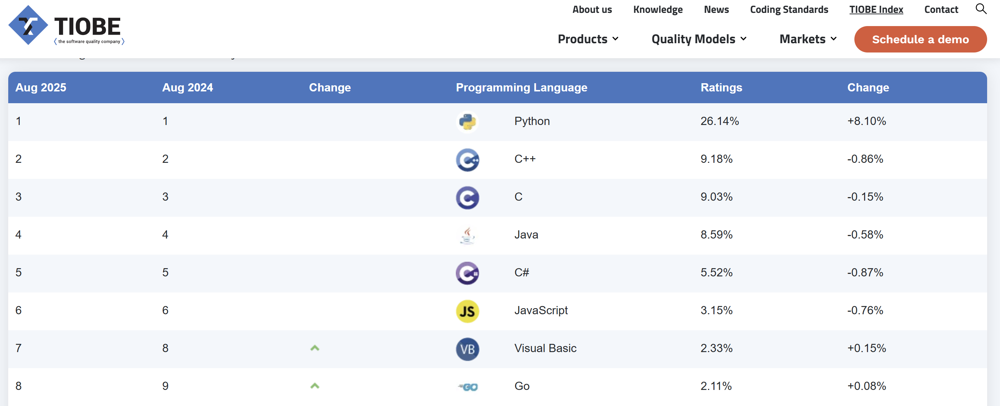 TIOBE
the software quality company
About us Knowledge News Coding Standards TIOBE Index Contact
Products Quality Models Markets Schedule a demo
Aug 2025 Aug 2024 Change Programming Language Ratings Change
1 1 Python 26.14% +8.10%
2 2 C++ 9.18% -0.86%
3 3 C 9.03% -0.15%
4 4 Java 8.59% -0.58%
5 5 C# 5.52% -0.87%
6 6 JS JavaScript 3.15% -0.76%
7 8 VB Visual Basic 2.33% +0.15%
8 9 GO Go 2.11% +0.08%